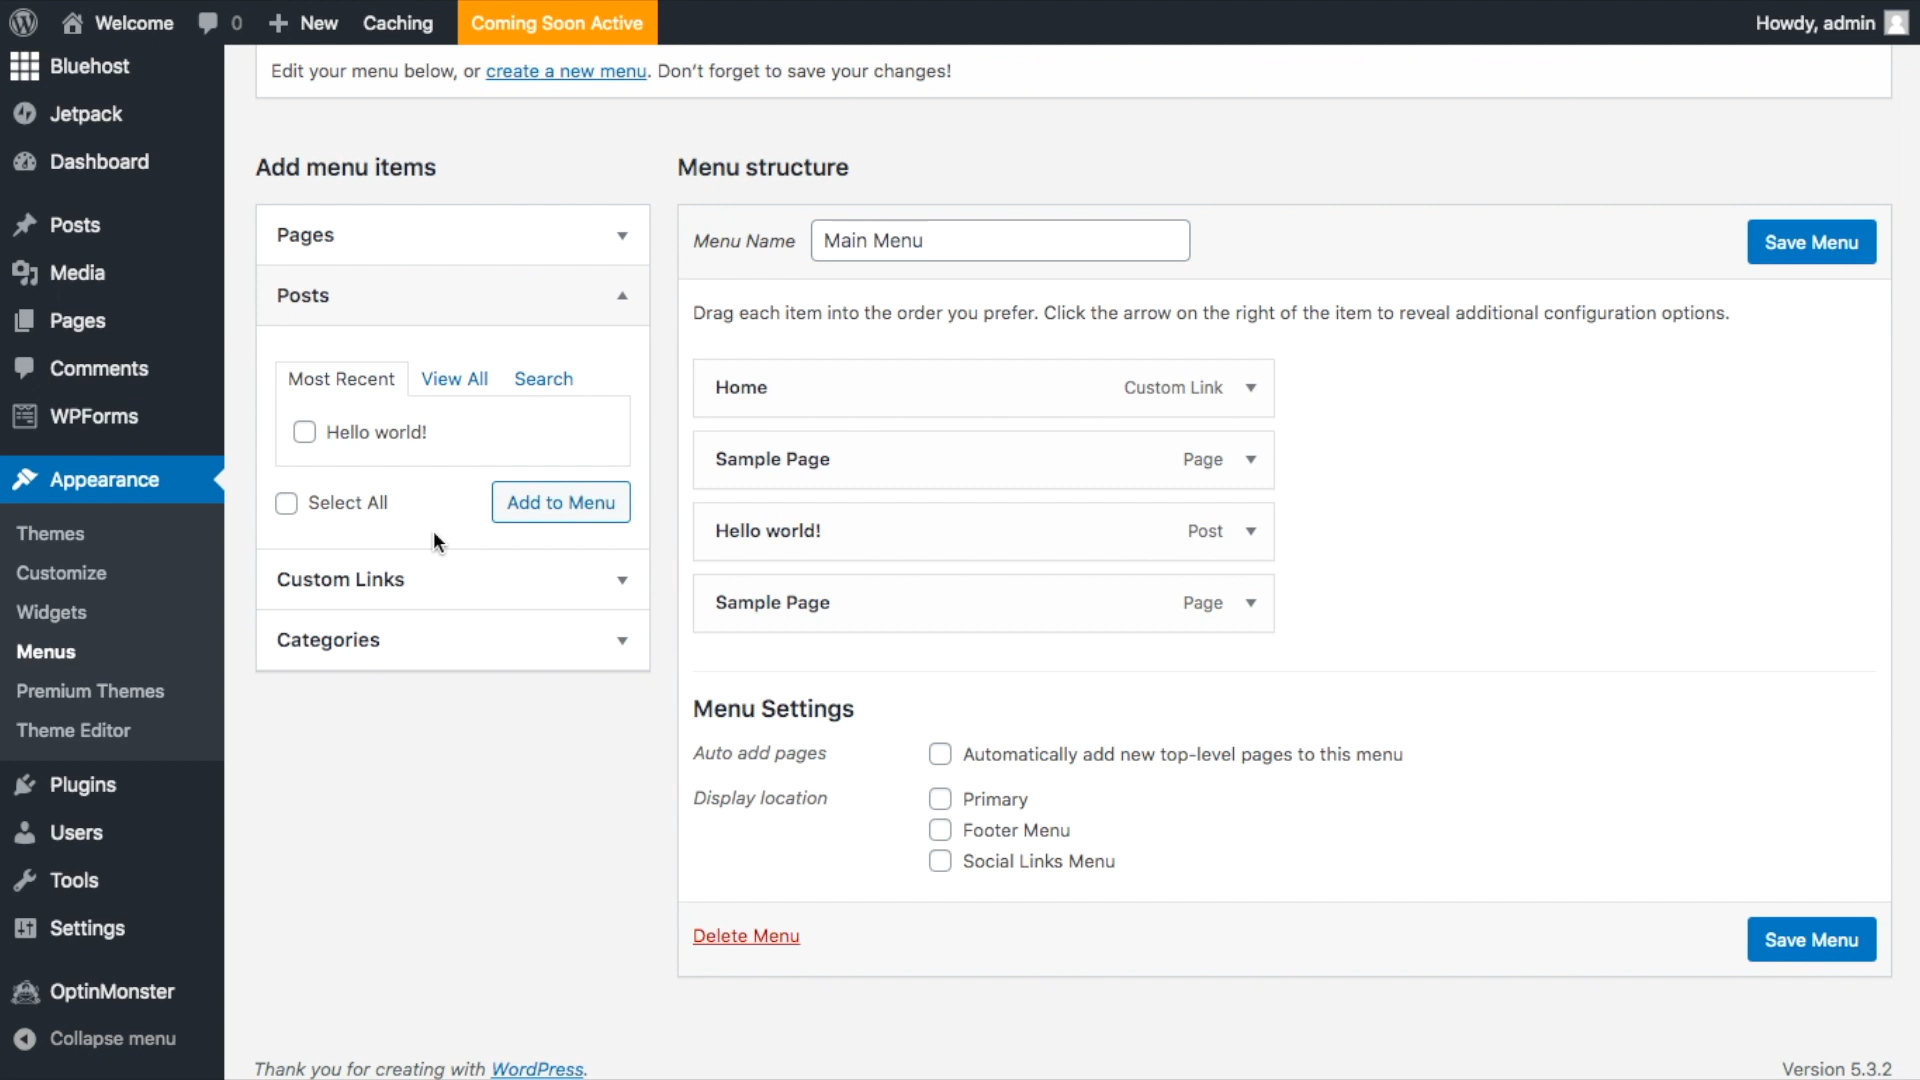 Welcome 0 New Caching Coming Soon Active Howdy, admin
Bluehost
Jetpack
Dashboard
Posts
Media
Pages
Comments
WPForms
Appearance
Themes
Customize
Widgets
Menus
Premium Themes
Theme Editor
Plugins
Users
Tools
Settings
OptinMonster
Collapse menu
Edit your menu below, or create a new menu. Don't forget to save your changes!
Add menu items
Pages
Posts
Most Recent View All Search
Hello world!
Select All Add to Menu
Custom Links
Categories
Menu structure
Menu Name Main Menu Save Menu
Drag each item into the order you prefer. Click the arrow on the right of the item to reveal additional configuration options.
Home Custom Link
Sample Page Page
Hello world! Post
Sample Page Page
Menu Settings
Auto add pages Automatically add new top-level pages to this menu
Display location Primary
Footer Menu
Social Links Menu
Delete Menu Save Menu
Thank you for creating with WordPress. Version 5.3.2